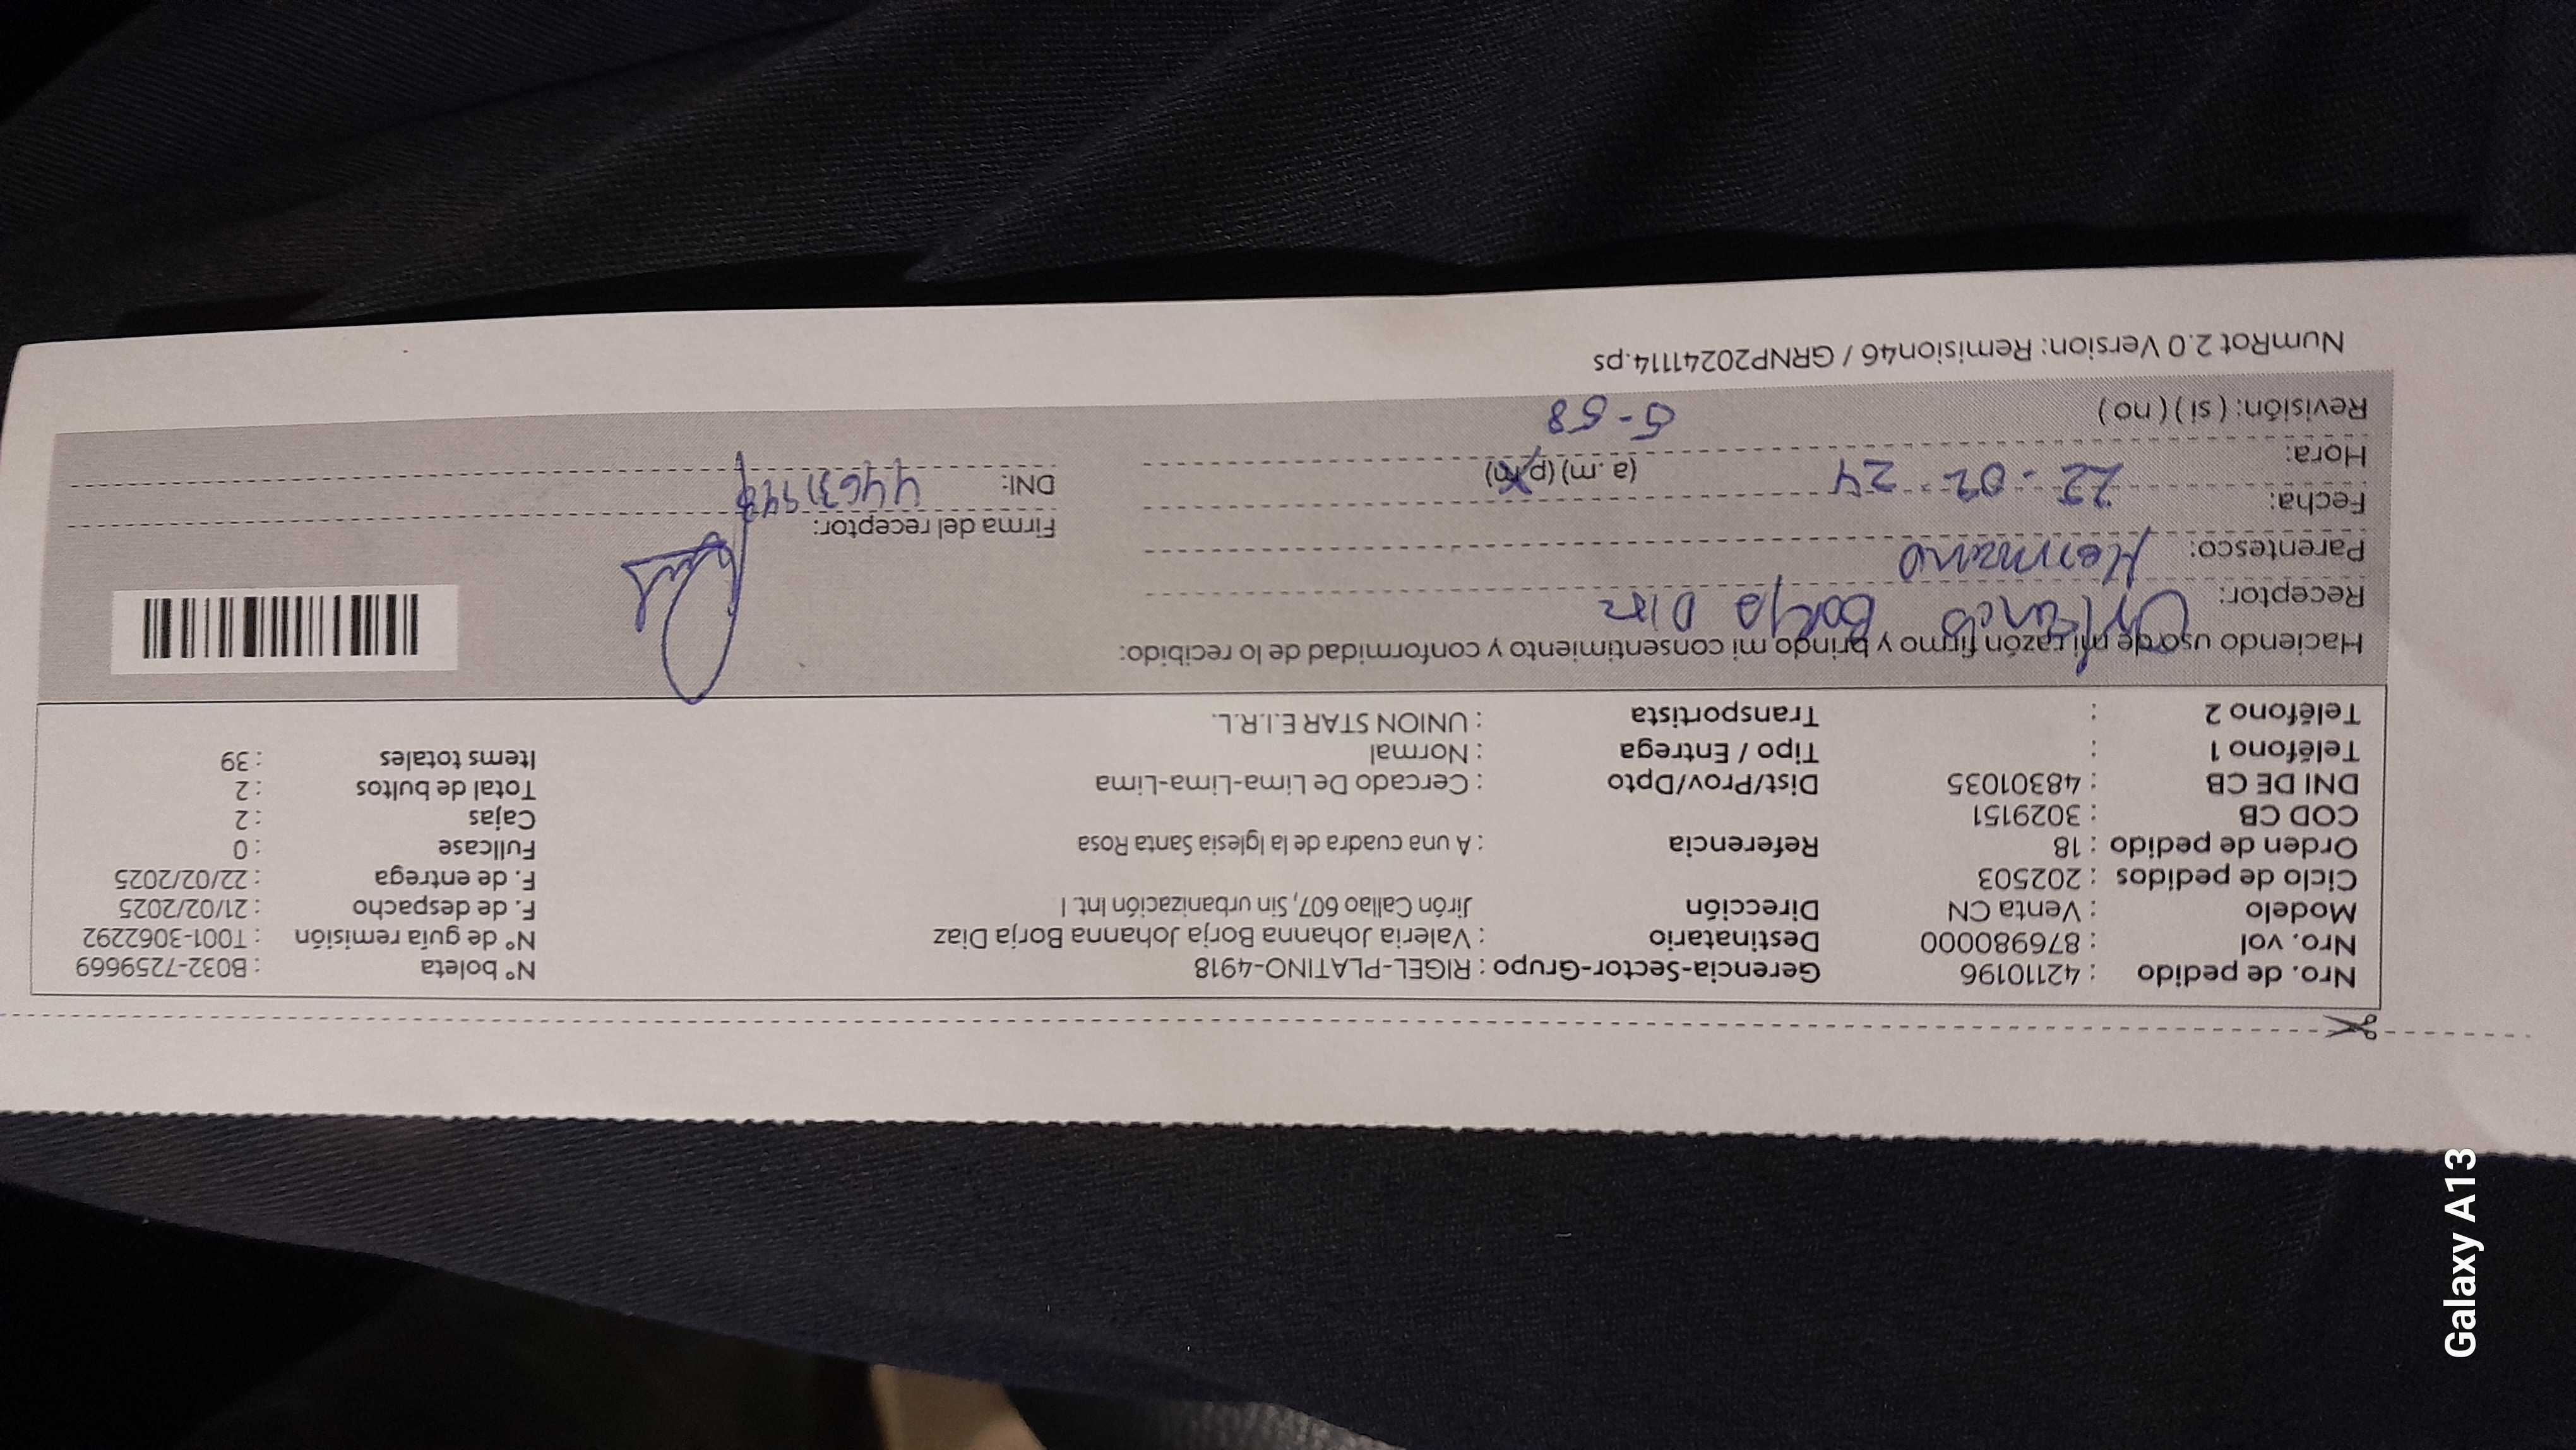 Nro. de pedido : 42110196 Gerencia-Sector-Grupo : RIGEL-PLATINO-4918 N° boleta : B032-7259669
Nro. vol : 876980000 Destinatario : Valeria Johanna Borja Johanna Borja Diaz N° de guía remisión : T001-3062292
Modelo : Venta CN Dirección Jirón Callao 607, Sin urbanización Int. I F. de despacho : 21/02/2025
Ciclo de pedidos : 202503 F. de entrega : 22/02/2025
Orden de pedido : 18 Referencia : A una cuadra de la Iglesia Santa Rosa Fullcase : 0
COD CB : 3029151 Cajas : 2
DNI DE CB : 48301035 Dist/Prov/Dpto : Cercado De Lima-Lima-Lima Total de bultos : 2
Teléfono 1 : Tipo / Entrega : Normal Items totales : 39
Teléfono 2 : Transportista : UNION STAR E.I.R.L.
Haciendo uso de mi razón firmo y brindo mi consentimiento y conformidad de lo recibido:
Receptor: Borja
Parentesco: Hermano
Firma del receptor:
Fecha: 22-02-24
DNI:
Hora: (a.m) (p.m) 5-58
Revisión: ( si ) ( no )
NumRot 2.0 Version: Remision46 / GRNP20241114.ps
Galaxy A13